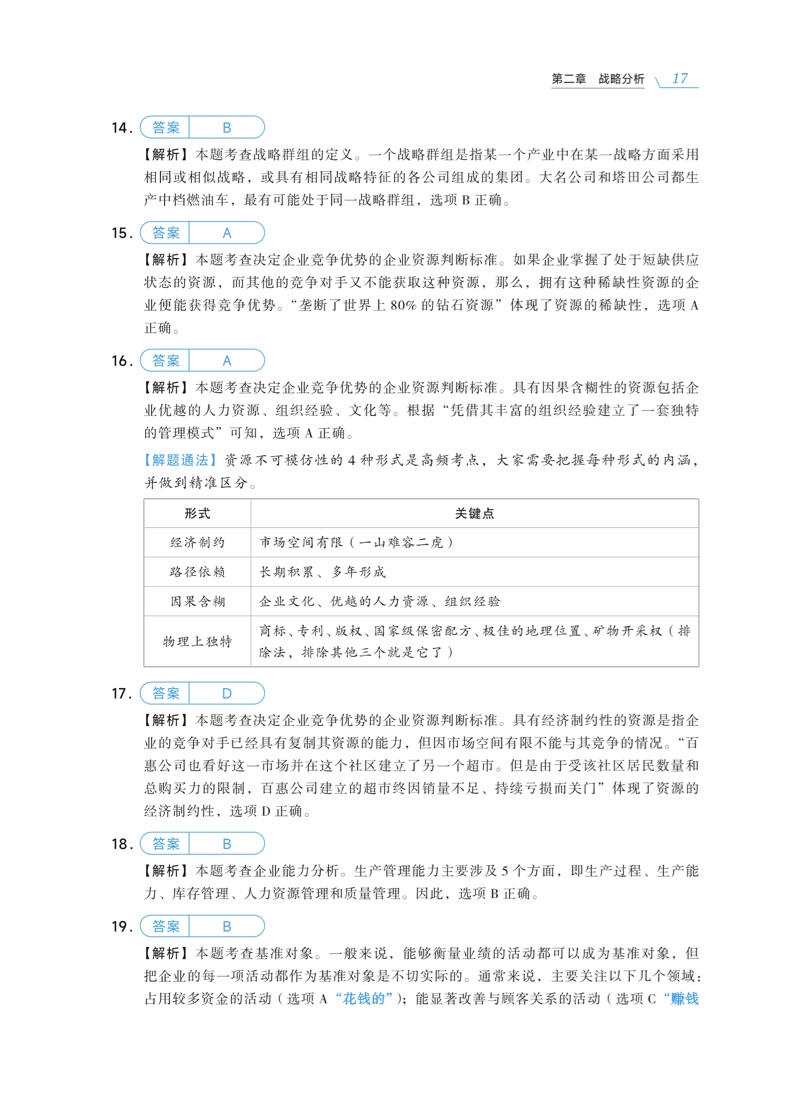 第二章　战略分析　17
14. 答案　B
【解析】本题考查战略群组的定义。一个战略群组是指某一个产业中在某一战略方面采用
相同或相似战略，或具有相同战略特征的各公司组成的集团。大名公司和塔田公司都生
产中档燃油车，最有可能处于同一战略群组，选项 B 正确。
15. 答案　A
【解析】本题考查决定企业竞争优势的企业资源判断标准。如果企业掌握了处于短缺供应
状态的资源，而其他的竞争对手又不能获取这种资源，那么，拥有这种稀缺性资源的企
业便能获得竞争优势。“垄断了世界上 80% 的钻石资源”体现了资源的稀缺性，选项 A
正确。
16. 答案　A
【解析】本题考查决定企业竞争优势的企业资源判断标准。具有因果含糊性的资源包括企
业优越的人力资源、组织经验、文化等。根据“凭借其丰富的组织经验建立了一套独特
的管理模式”可知，选项 A 正确。
【解题通法】资源不可模仿性的 4 种形式是高频考点，大家需要把握每种形式的内涵，
并做到精准区分。
形式　关键点
经济制约　市场空间有限（一山难容二虎）
路径依赖　长期积累、多年形成
因果含糊　企业文化、优越的人力资源、组织经验
物理上独特　商标、专利、版权、国家级保密配方、极佳的地理位置、矿物开采权（排
除法，排除其他三个就是它了）
17. 答案　D
【解析】本题考查决定企业竞争优势的企业资源判断标准。具有经济制约性的资源是指企
业的竞争对手已经具有复制其资源的能力，但因市场空间有限不能与其竞争的情况。“百
惠公司也看好这一市场并在这个社区建立了另一个超市。但是由于受该社区居民数量和
总购买力的限制，百惠公司建立的超市终因销量不足、持续亏损而关门”体现了资源的
经济制约性，选项 D 正确。
18. 答案　B
【解析】本题考查企业能力分析。生产管理能力主要涉及 5 个方面，即生产过程、生产能
力、库存管理、人力资源管理和质量管理。因此，选项 B 正确。
19. 答案　B
【解析】本题考查基准对象。一般来说，能够衡量业绩的活动都可以成为基准对象，但
把企业的每一项活动都作为基准对象是不切实际的。通常来说，主要关注以下几个领域：
占用较多资金的活动（选项 A “花钱的”）；能显著改善与顾客关系的活动（选项 C “赚钱